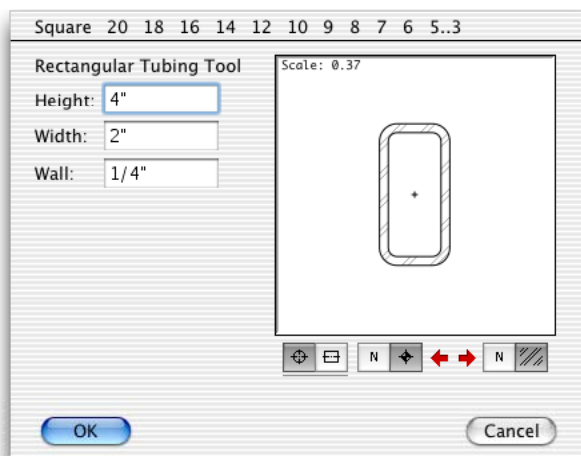 Square 20 18 16 14 12 10 9 8 7 6 5..3
Rectangular Tubing Tool
Scale: 0.37
Height: 4"
Width: 2"
Wall: 1/4"
N N
OK Cancel